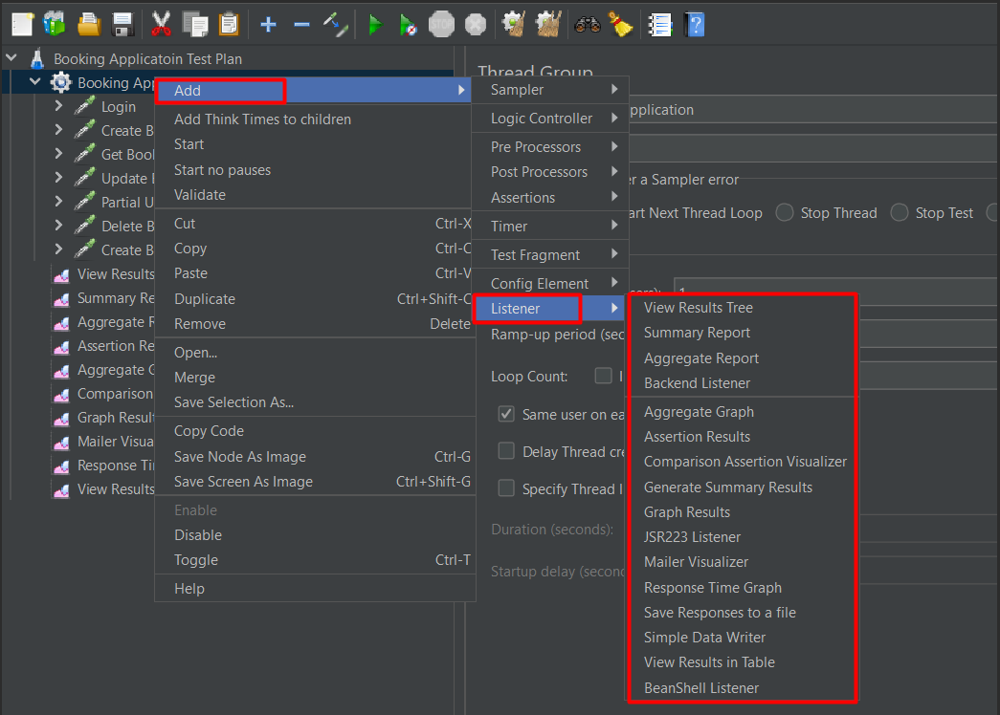 Booking Applicatoin Test Plan
Booking App
Login
Create B
Get Bool
Update
Partial U
Delete B
Create B
View Results
Summary Re
Aggregate R
Assertion Re
Aggregate G
Comparison
Graph Result
Mailer Visua
Response Ti
View Results
Add
Add Think Times to children
Start
Start no pauses
Validate
Cut Ctrl-X
Copy Ctrl-C
Paste Ctrl-V
Duplicate Ctrl+Shift-C
Remove Delete
Open...
Merge
Save Selection As...
Copy Code
Save Node As Image Ctrl-G
Save Screen As Image Ctrl+Shift-G
Enable
Disable
Toggle Ctrl-T
Help
Thread Group
Sampler
Logic Controller
Pre Processors
Post Processors
Assertions
Timer
Test Fragment
Config Element
Listener
pplication
er a Sampler error
art Next Thread Loop
Stop Thread
Stop Test
1
Ramp-up period (sec
Loop Count:
Same user on ea
Delay Thread cre
Specify Thread l
Duration (seconds):
Startup delay (second
View Results Tree
Summary Report
Aggregate Report
Backend Listener
Aggregate Graph
Assertion Results
Comparison Assertion Visualizer
Generate Summary Results
Graph Results
JSR223 Listener
Mailer Visualizer
Response Time Graph
Save Responses to a file
Simple Data Writer
View Results in Table
BeanShell Listener